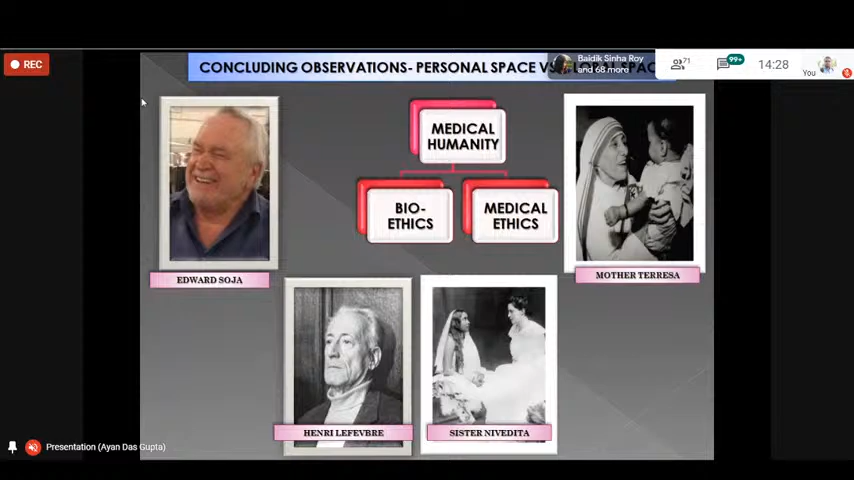 REC
CONCLUDING OBSERVATIONS- PERSONAL SPACE VS
Baidik Sinha Roy
and 68 more
71
99+
14:28
You
MEDICAL
HUMANITY
BIO-
ETHICS
MEDICAL
ETHICS
EDWARD SOJA
MOTHER TERRESA
HENRI LEFEVBRE
SISTER NIVEDITA
Presentation (Ayan Das Gupta)